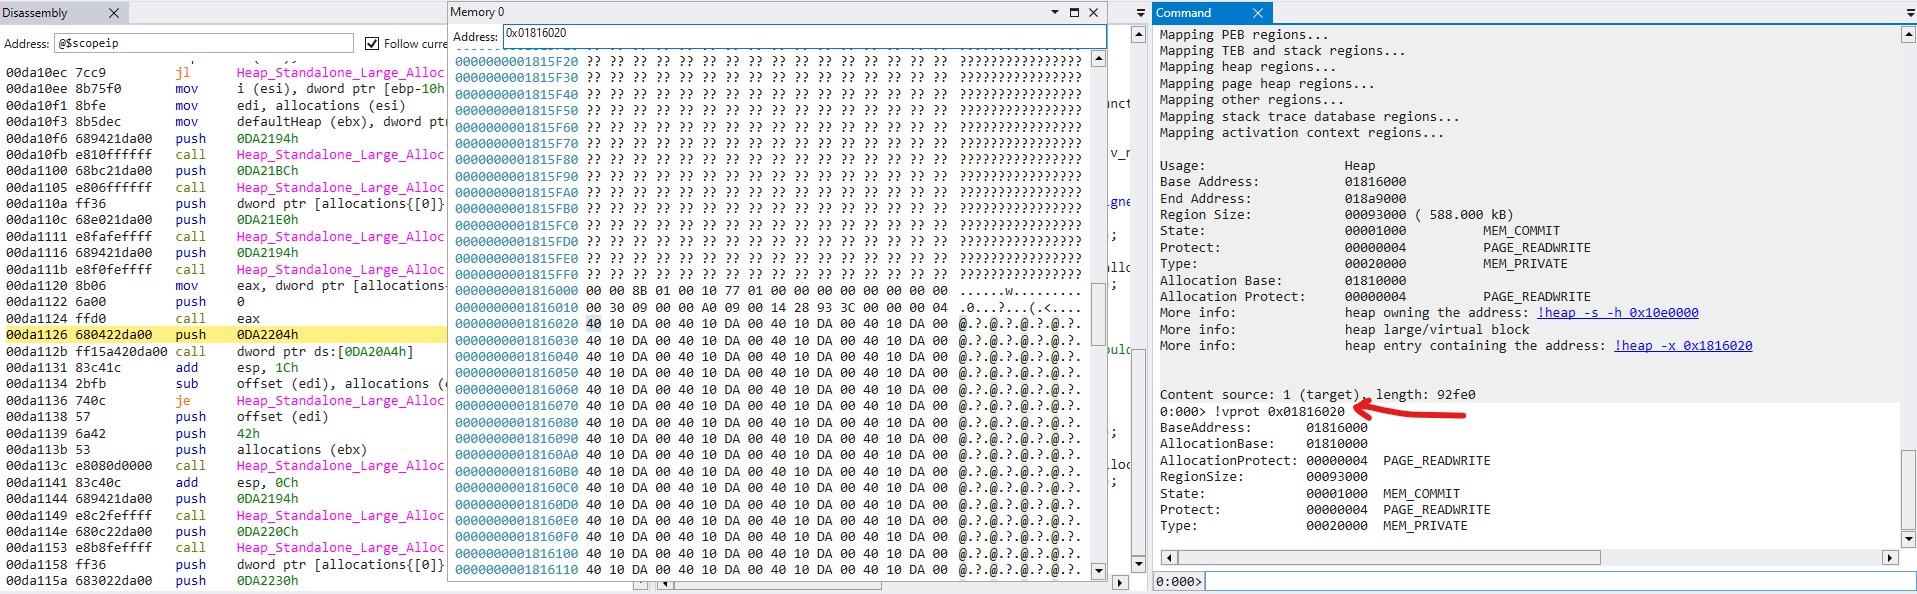 Disassembly
Address: @$scopeip
Follow curre
00da10ec 7cc9 jl Heap_Standalone_Large_Alloc
00da10ee 8b75f0 mov i (esi), dword ptr [ebp-10h
00da10f1 8bfe mov edi, allocations (esi)
00da10f3 8b5dec mov defaultHeap (ebx), dword ptr
00da10f6 689421da00 push 0DA2194h
00da10fb e810ffffff call Heap_Standalone_Large_Alloc
00da1100 68bc21da00 push 0DA21BCh
00da1105 e806ffffff call Heap_Standalone_Large_Alloc
00da110a ff36 push dword ptr [allocations{[0]}
00da110c 68e021da00 push 0DA21E0h
00da1111 e8fafeffff call Heap_Standalone_Large_Alloc
00da1116 689421da00 push 0DA2194h
00da111b e8f0feffff call Heap_Standalone_Large_Alloc
00da1120 8b06 mov eax, dword ptr [allocations
00da1122 6a00 push 0
00da1124 ffd0 call eax
00da1126 680422da00 push 0DA2204h
00da112b ff15a420da00 call dword ptr ds:[0DA20A4h]
00da1131 83c41c add esp, 1Ch
00da1134 2bfb sub offset (edi), allocations (
00da1136 740c je Heap_Standalone_Large_Alloc
00da1138 57 push offset (edi)
00da1139 6a42 push 42h
00da113b 53 push allocations (ebx)
00da113c e8080d0000 call Heap_Standalone_Large_Alloc
00da1141 83c40c add esp, 0Ch
00da1144 689421da00 push 0DA2194h
00da1149 e8c2feffff call Heap_Standalone_Large_Alloc
00da114e 680c22da00 push 0DA220Ch
00da1153 e8b8feffff call Heap_Standalone_Large_Alloc
00da1158 ff36 push dword ptr [allocations{[0]}
00da115a 683022da00 push 0DA2230h
Memory 0
Address: 0x01816020
0000000001815F20 ?? ?? ?? ?? ?? ?? ?? ?? ?? ?? ?? ?? ?? ?? ?? ?? ????????????????
0000000001815F30 ?? ?? ?? ?? ?? ?? ?? ?? ?? ?? ?? ?? ?? ?? ?? ?? ????????????????
0000000001815F40 ?? ?? ?? ?? ?? ?? ?? ?? ?? ?? ?? ?? ?? ?? ?? ?? ????????????????
0000000001815F50 ?? ?? ?? ?? ?? ?? ?? ?? ?? ?? ?? ?? ?? ?? ?? ?? ????????????????
0000000001815F60 ?? ?? ?? ?? ?? ?? ?? ?? ?? ?? ?? ?? ?? ?? ?? ?? ????????????????
0000000001815F70 ?? ?? ?? ?? ?? ?? ?? ?? ?? ?? ?? ?? ?? ?? ?? ?? ????????????????
0000000001815F80 ?? ?? ?? ?? ?? ?? ?? ?? ?? ?? ?? ?? ?? ?? ?? ?? ????????????????
0000000001815F90 ?? ?? ?? ?? ?? ?? ?? ?? ?? ?? ?? ?? ?? ?? ?? ?? ????????????????
0000000001815FA0 ?? ?? ?? ?? ?? ?? ?? ?? ?? ?? ?? ?? ?? ?? ?? ?? ????????????????
0000000001815FB0 ?? ?? ?? ?? ?? ?? ?? ?? ?? ?? ?? ?? ?? ?? ?? ?? ????????????????
0000000001815FC0 ?? ?? ?? ?? ?? ?? ?? ?? ?? ?? ?? ?? ?? ?? ?? ?? ????????????????
0000000001815FD0 ?? ?? ?? ?? ?? ?? ?? ?? ?? ?? ?? ?? ?? ?? ?? ?? ????????????????
0000000001815FE0 ?? ?? ?? ?? ?? ?? ?? ?? ?? ?? ?? ?? ?? ?? ?? ?? ????????????????
0000000001815FF0 ?? ?? ?? ?? ?? ?? ?? ?? ?? ?? ?? ?? ?? ?? ?? ?? ????????????????
0000000001816000 00 00 8B 01 00 10 77 01 00 00 00 00 00 00 00 00 ......w.........
0000000001816010 00 30 09 00 00 A0 09 00 14 28 93 3C 00 00 00 04 .0...?...(.<....
0000000001816020 40 10 DA 00 40 10 DA 00 40 10 DA 00 40 10 DA 00 @.?.@.?.@.?.@.?.
0000000001816030 40 10 DA 00 40 10 DA 00 40 10 DA 00 40 10 DA 00 @.?.@.?.@.?.@.?.
0000000001816040 40 10 DA 00 40 10 DA 00 40 10 DA 00 40 10 DA 00 @.?.@.?.@.?.@.?.
0000000001816050 40 10 DA 00 40 10 DA 00 40 10 DA 00 40 10 DA 00 @.?.@.?.@.?.@.?.
0000000001816060 40 10 DA 00 40 10 DA 00 40 10 DA 00 40 10 DA 00 @.?.@.?.@.?.@.?.
0000000001816070 40 10 DA 00 40 10 DA 00 40 10 DA 00 40 10 DA 00 @.?.@.?.@.?.@.?.
0000000001816080 40 10 DA 00 40 10 DA 00 40 10 DA 00 40 10 DA 00 @.?.@.?.@.?.@.?.
0000000001816090 40 10 DA 00 40 10 DA 00 40 10 DA 00 40 10 DA 00 @.?.@.?.@.?.@.?.
00000000018160A0 40 10 DA 00 40 10 DA 00 40 10 DA 00 40 10 DA 00 @.?.@.?.@.?.@.?.
00000000018160B0 40 10 DA 00 40 10 DA 00 40 10 DA 00 40 10 DA 00 @.?.@.?.@.?.@.?.
00000000018160C0 40 10 DA 00 40 10 DA 00 40 10 DA 00 40 10 DA 00 @.?.@.?.@.?.@.?.
00000000018160D0 40 10 DA 00 40 10 DA 00 40 10 DA 00 40 10 DA 00 @.?.@.?.@.?.@.?.
00000000018160E0 40 10 DA 00 40 10 DA 00 40 10 DA 00 40 10 DA 00 @.?.@.?.@.?.@.?.
00000000018160F0 40 10 DA 00 40 10 DA 00 40 10 DA 00 40 10 DA 00 @.?.@.?.@.?.@.?.
0000000001816100 40 10 DA 00 40 10 DA 00 40 10 DA 00 40 10 DA 00 @.?.@.?.@.?.@.?.
0000000001816110 40 10 DA 00 40 10 DA 00 40 10 DA 00 40 10 DA 00 @.?.@.?.@.?.@.?.
unct
v_r
igne
;
allo
;
ould
;
lloc
;
Command
Mapping PEB regions...
Mapping TEB and stack regions...
Mapping heap regions...
Mapping page heap regions...
Mapping other regions...
Mapping stack trace database regions...
Mapping activation context regions...
Usage: Heap
Base Address: 01816000
End Address: 018a9000
Region Size: 00093000 ( 588.000 kB)
State: 00001000 MEM_COMMIT
Protect: 00000004 PAGE_READWRITE
Type: 00020000 MEM_PRIVATE
Allocation Base: 01810000
Allocation Protect: 00000004 PAGE_READWRITE
More info: heap owning the address: !heap -s -h 0x10e0000
More info: heap large/virtual block
More info: heap entry containing the address: !heap -x 0x1816020
Content source: 1 (target), length: 92fe0
0:000> !vprot 0x01816020
BaseAddress: 01816000
AllocationBase: 01810000
AllocationProtect: 00000004 PAGE_READWRITE
RegionSize: 00093000
State: 00001000 MEM_COMMIT
Protect: 00000004 PAGE_READWRITE
Type: 00020000 MEM_PRIVATE
0:000>